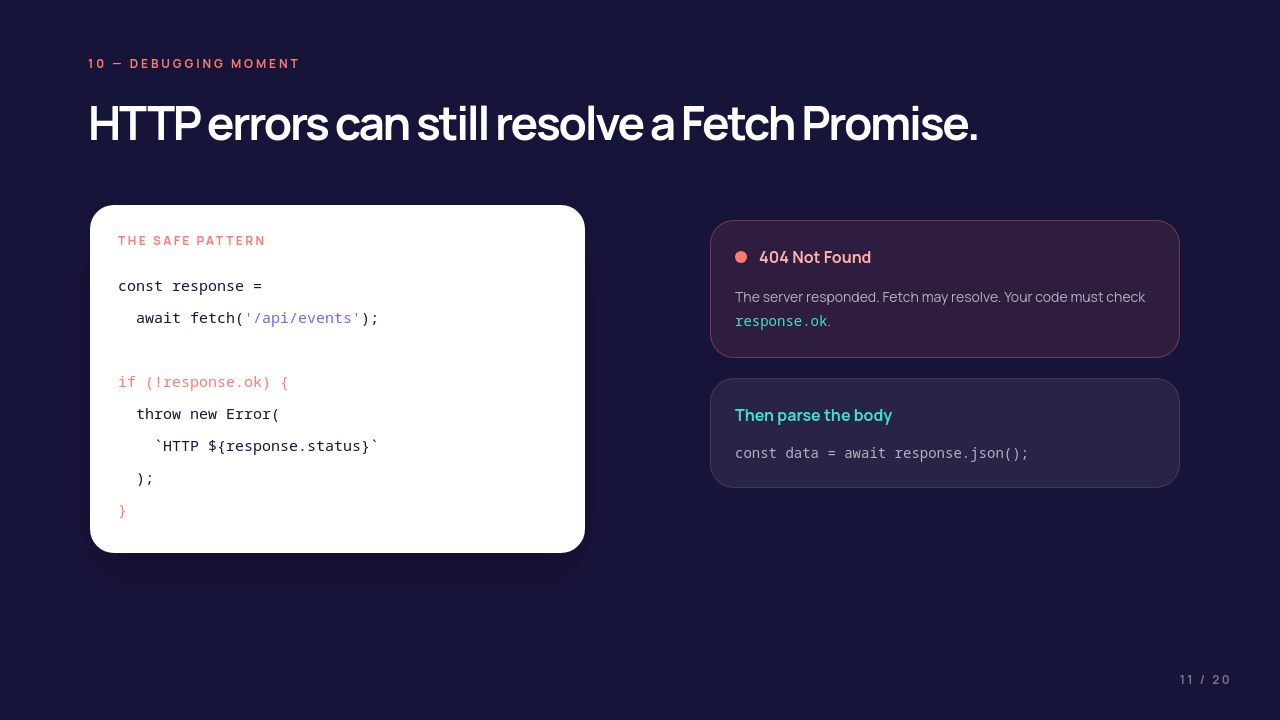 10 — DEBUGGING MOMENT
HTTP errors can still resolve a Fetch Promise.
THE SAFE PATTERN
const response =
  await fetch('/api/events');
if (!response.ok) {
  throw new Error(
    `HTTP ${response.status}`
  );
}
404 Not Found
The server responded. Fetch may resolve. Your code must check
response.ok.
Then parse the body
const data = await response.json();
11 / 20